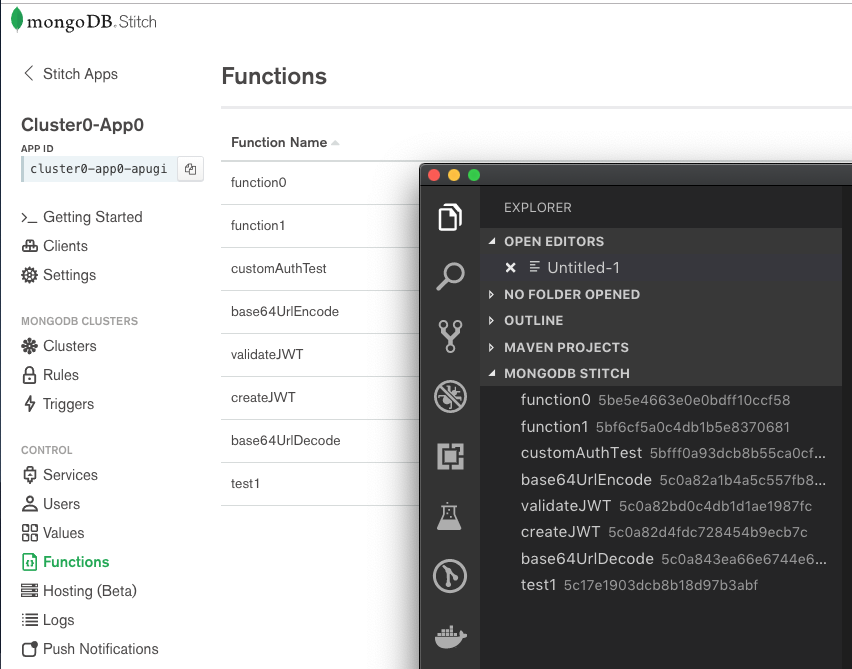 mongoDB. Stitch
Stitch Apps
Cluster0-App0
APP ID
cluster0-app0-apugi
Getting Started
Clients
Settings
MONGODB CLUSTERS
Clusters
Rules
Triggers
CONTROL
Services
Users
Values
Functions
Hosting (Beta)
Logs
Push Notifications
Functions
Function Name
function0
function1
customAuthTest
base64UrlEncode
validateJWT
createJWT
base64UrlDecode
test1
EXPLORER
OPEN EDITORS
Untitled-1
NO FOLDER OPENED
OUTLINE
MAVEN PROJECTS
MONGODB STITCH
function0 5be5e4663e0e0bdff10ccf58
function1 5bf6cf5a0c4db1b5e8370681
customAuthTest 5bfff0a93dcb8b55ca0cf...
base64UrlEncode 5c0a82a1b4a5c557fb8...
validateJWT 5c0a82bd0c4db1d1ae1987fc
createJWT 5c0a82d4fdc728454b9ecb7c
base64UrlDecode 5c0a843ea66e6744e6...
test1 5c17e1903dcb8b18d97b3abf